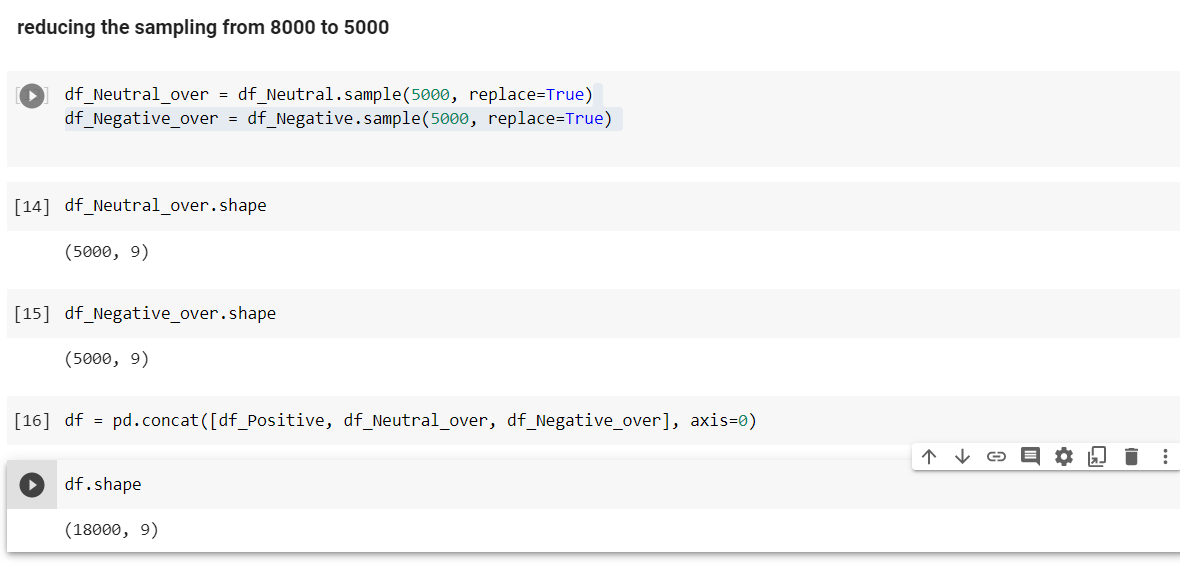 reducing the sampling from 8000 to 5000
df_Neutral_over = df_Neutral.sample(5000, replace=True)
df_Negative_over = df_Negative.sample(5000, replace=True)
[14] df_Neutral_over.shape
(5000, 9)
[15] df_Negative_over.shape
(5000, 9)
[16] df = pd.concat([df_Positive, df_Neutral_over, df_Negative_over], axis=0)
df.shape
(18000, 9)